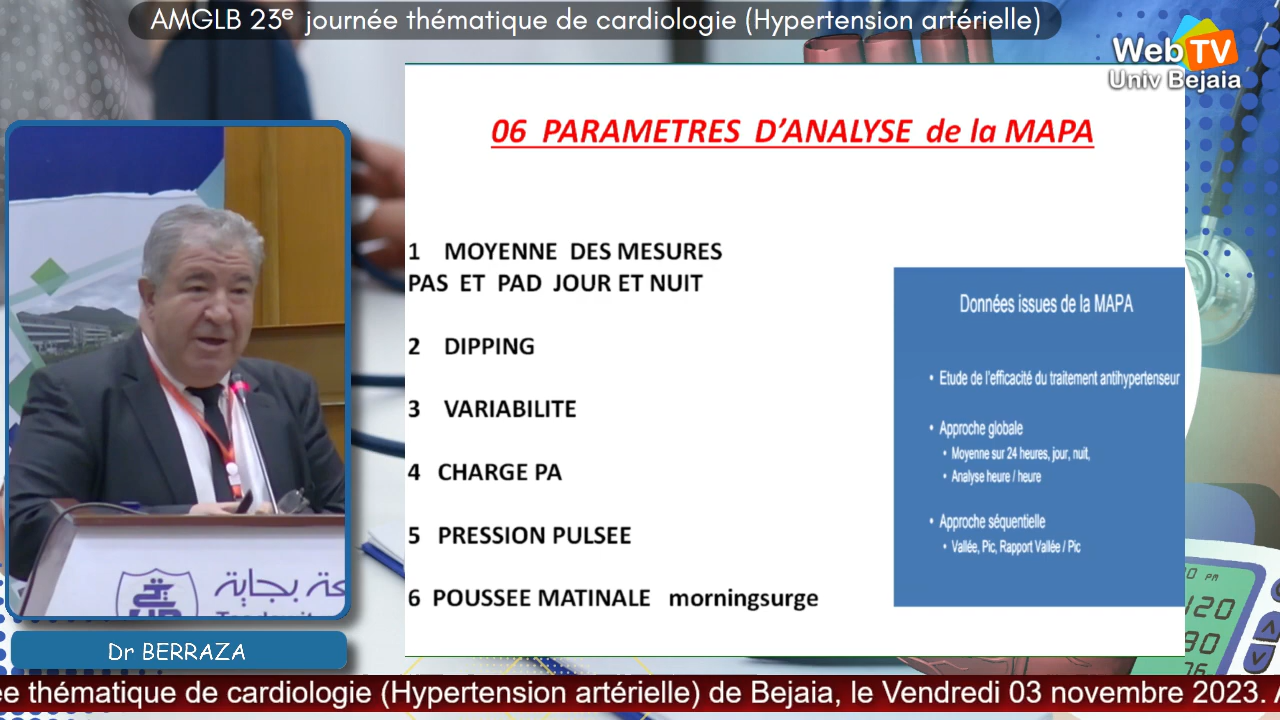 AMGLB 23e journée thématique de cardiologie (Hypertension artérielle)
WebTV
Univ Bejaia
06 PARAMETRES D’ANALYSE de la MAPA
1 MOYENNE DES MESURES
PAS ET PAD JOUR ET NUIT
2 DIPPING
3 VARIABILITE
4 CHARGE PA
5 PRESSION PULSEE
6 POUSSEE MATINALE morningsurge
Données issues de la MAPA
• Etude de l’efficacité du traitement antihypertenseur
• Approche globale
• Moyenne sur 24 heures, jour, nuit,
• Analyse heure / heure
• Approche séquentielle
• Vallée, Pic, Rapport Vallée / Pic
PM
120
80
76
بجاية
Dr BERRAZA
thématique de cardiologie (Hypertension artérielle) de Bejaia, le Vendredi 03 novembre 2023.